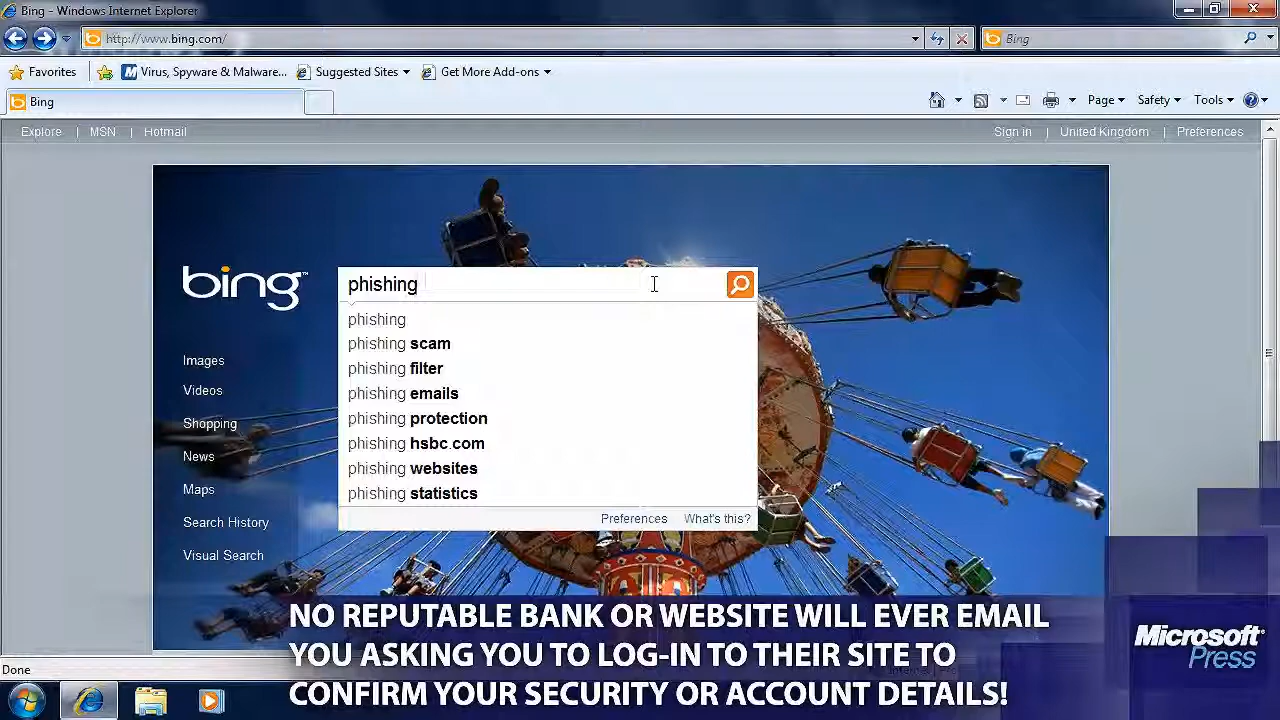 Bing - Windows Internet Explorer
http://www.bing.com/
Bing
Favorites
Virus, Spyware & Malware...
Suggested Sites
Get More Add-ons
Bing
Page
Safety
Tools
Explore | MSN | Hotmail
Sign in | United Kingdom | Preferences
bing™
phishing
phishing
phishing scam
phishing filter
phishing emails
phishing protection
phishing hsbc.com
phishing websites
phishing statistics
Preferences What's this?
Images
Videos
Shopping
News
Maps
Search History
Visual Search
NO REPUTABLE BANK OR WEBSITE WILL EVER EMAIL
YOU ASKING YOU TO LOG-IN TO THEIR SITE TO
CONFIRM YOUR SECURITY OR ACCOUNT DETAILS!
Microsoft®
Press
Done